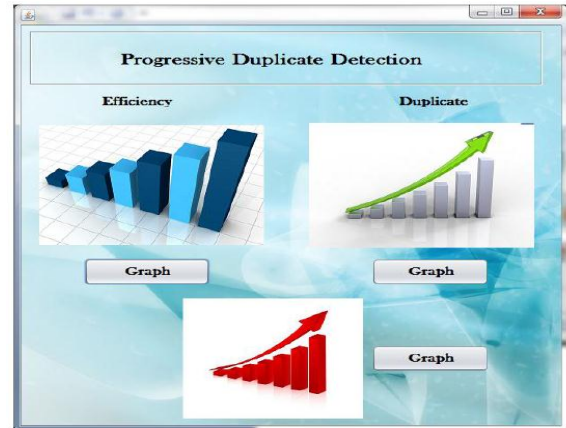 Progressive Duplicate Detection
Efficiency
Duplicate
Graph
Graph
Graph